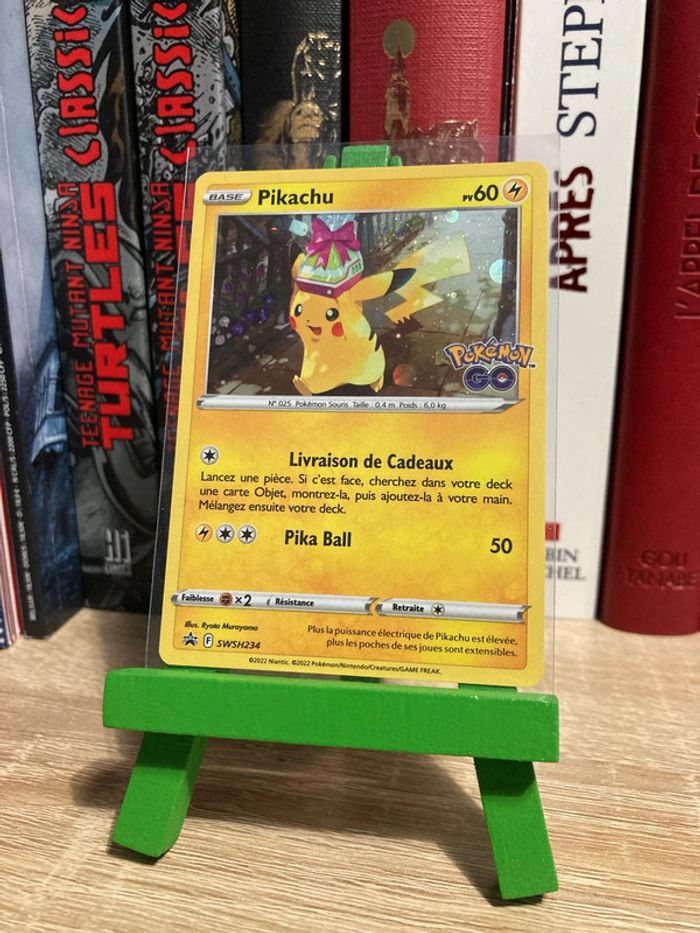 TEENAGE MUTANT NINJA
TURTLES
CLASSIC
TEENAGE MUTANT NINJA
CLASSIC
APRÈS STEP
GOU
TANABE
BASE Pikachu PV60
Pokémon
GO
N° 025 Pokémon Souris Taille : 0,4 m Poids : 6,0 kg
Livraison de Cadeaux
Lancez une pièce. Si c'est face, cherchez dans votre deck
une carte Objet, montrez-la, puis ajoutez-la à votre main.
Mélangez ensuite votre deck.
Pika Ball 50
Faiblesse ×2 Résistance
Retraite
Illus. Ryota Murayama
F SWSH234
Plus la puissance électrique de Pikachu est élevée,
plus les poches de ses joues sont extensibles.
©2022 Niantic. ©2022 Pokémon/Nintendo/Creatures/GAME FREAK.